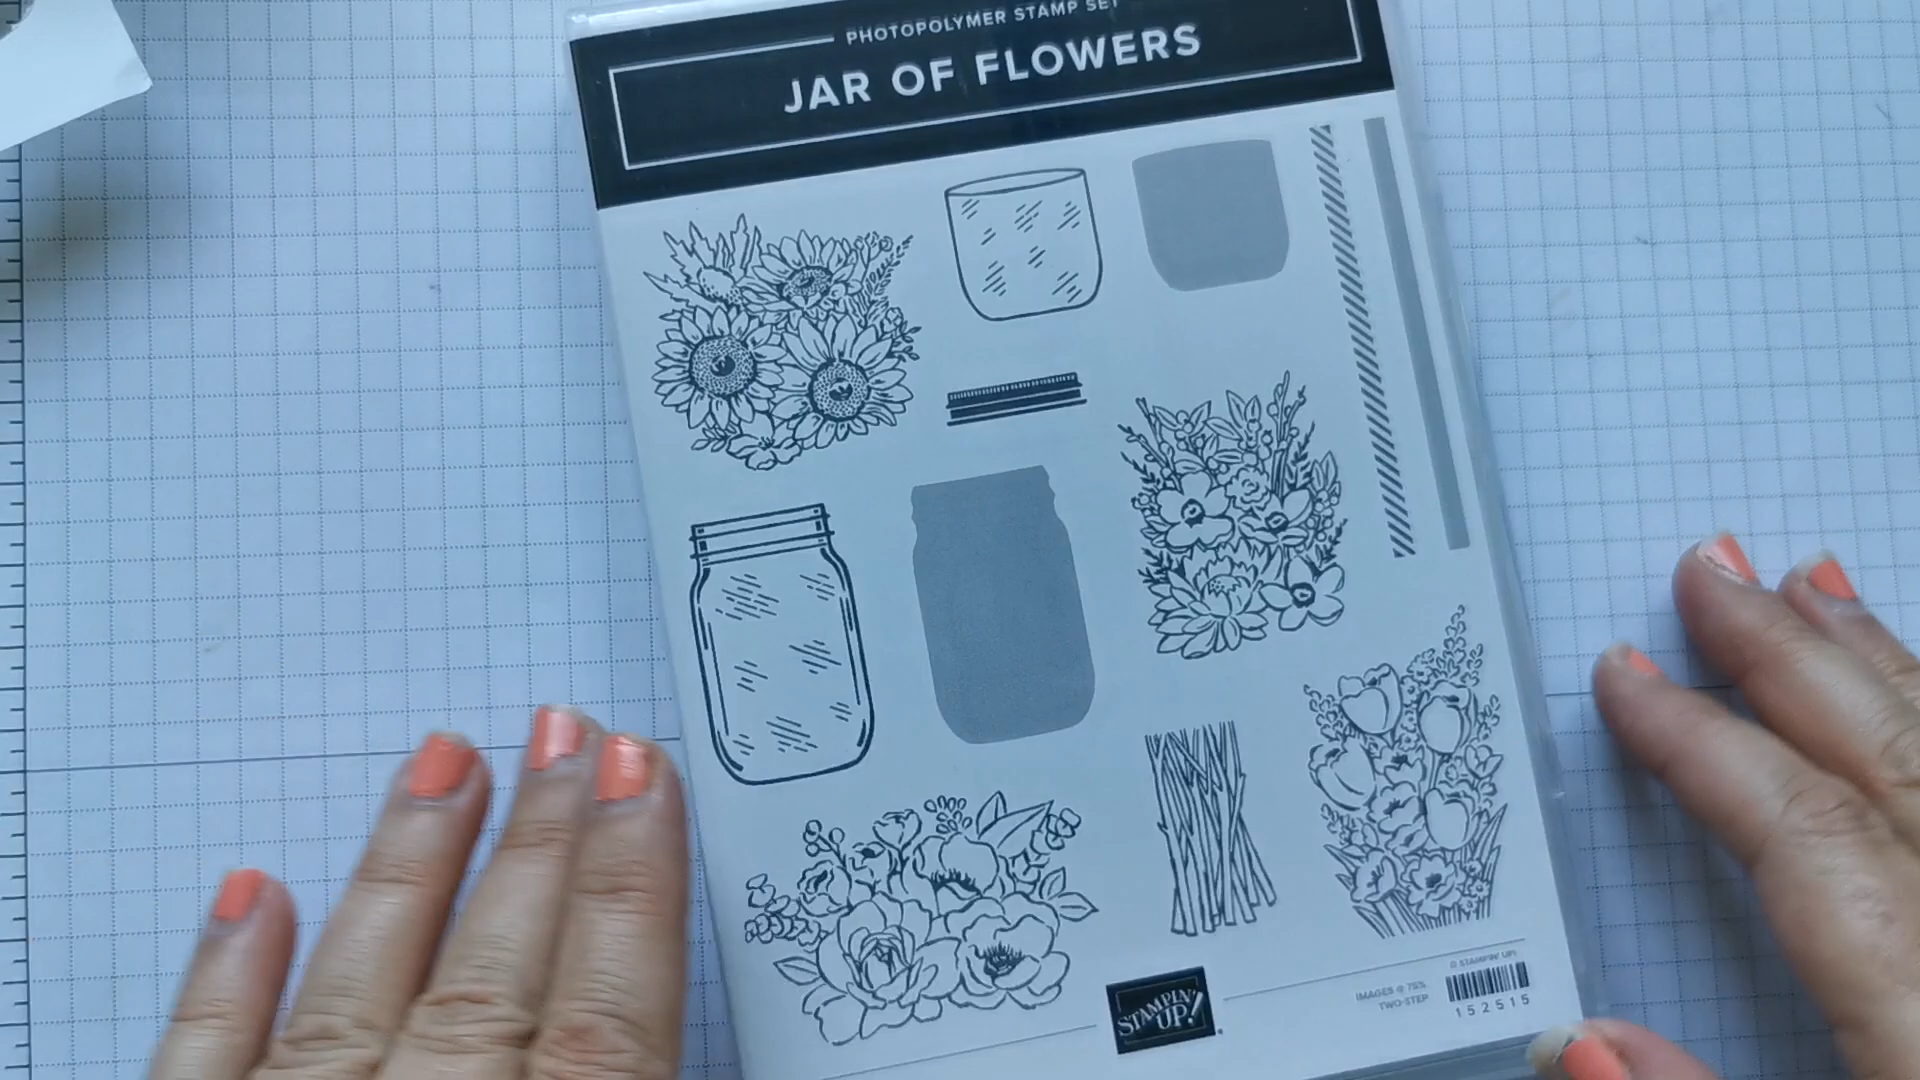 PHOTOPOLYMER STAMP SET
JAR OF FLOWERS
STAMPIN' UP!
© STAMPIN' UP!
IMAGES @ 75%
TWO-STEP
152515